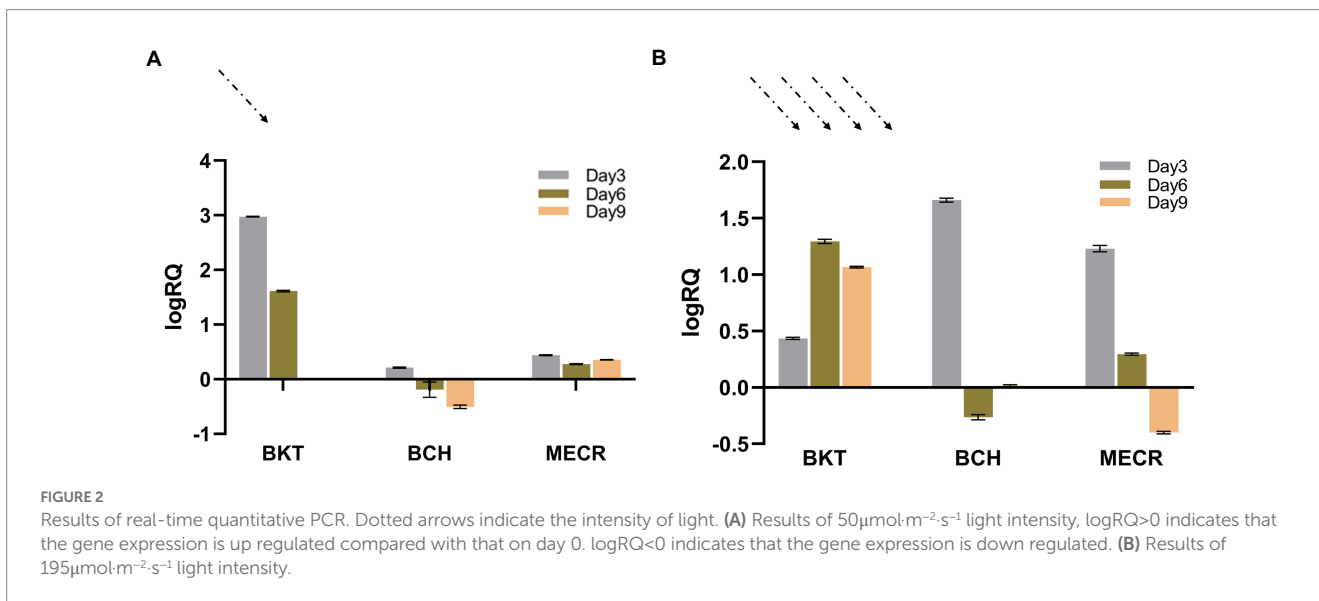 A
B
4
3
2
1
0
-1
logRQ
Day3
Day6
Day9
BKT
BCH
MECR
2.0
1.5
1.0
0.5
0.0
-0.5
logRQ
Day3
Day6
Day9
BKT
BCH
MECR
FIGURE 2
Results of real-time quantitative PCR. Dotted arrows indicate the intensity of light. (A) Results of 50μmol·m⁻²·s⁻¹ light intensity, logRQ>0 indicates that
the gene expression is up regulated compared with that on day 0. logRQ<0 indicates that the gene expression is down regulated. (B) Results of
195μmol·m⁻²·s⁻¹ light intensity.